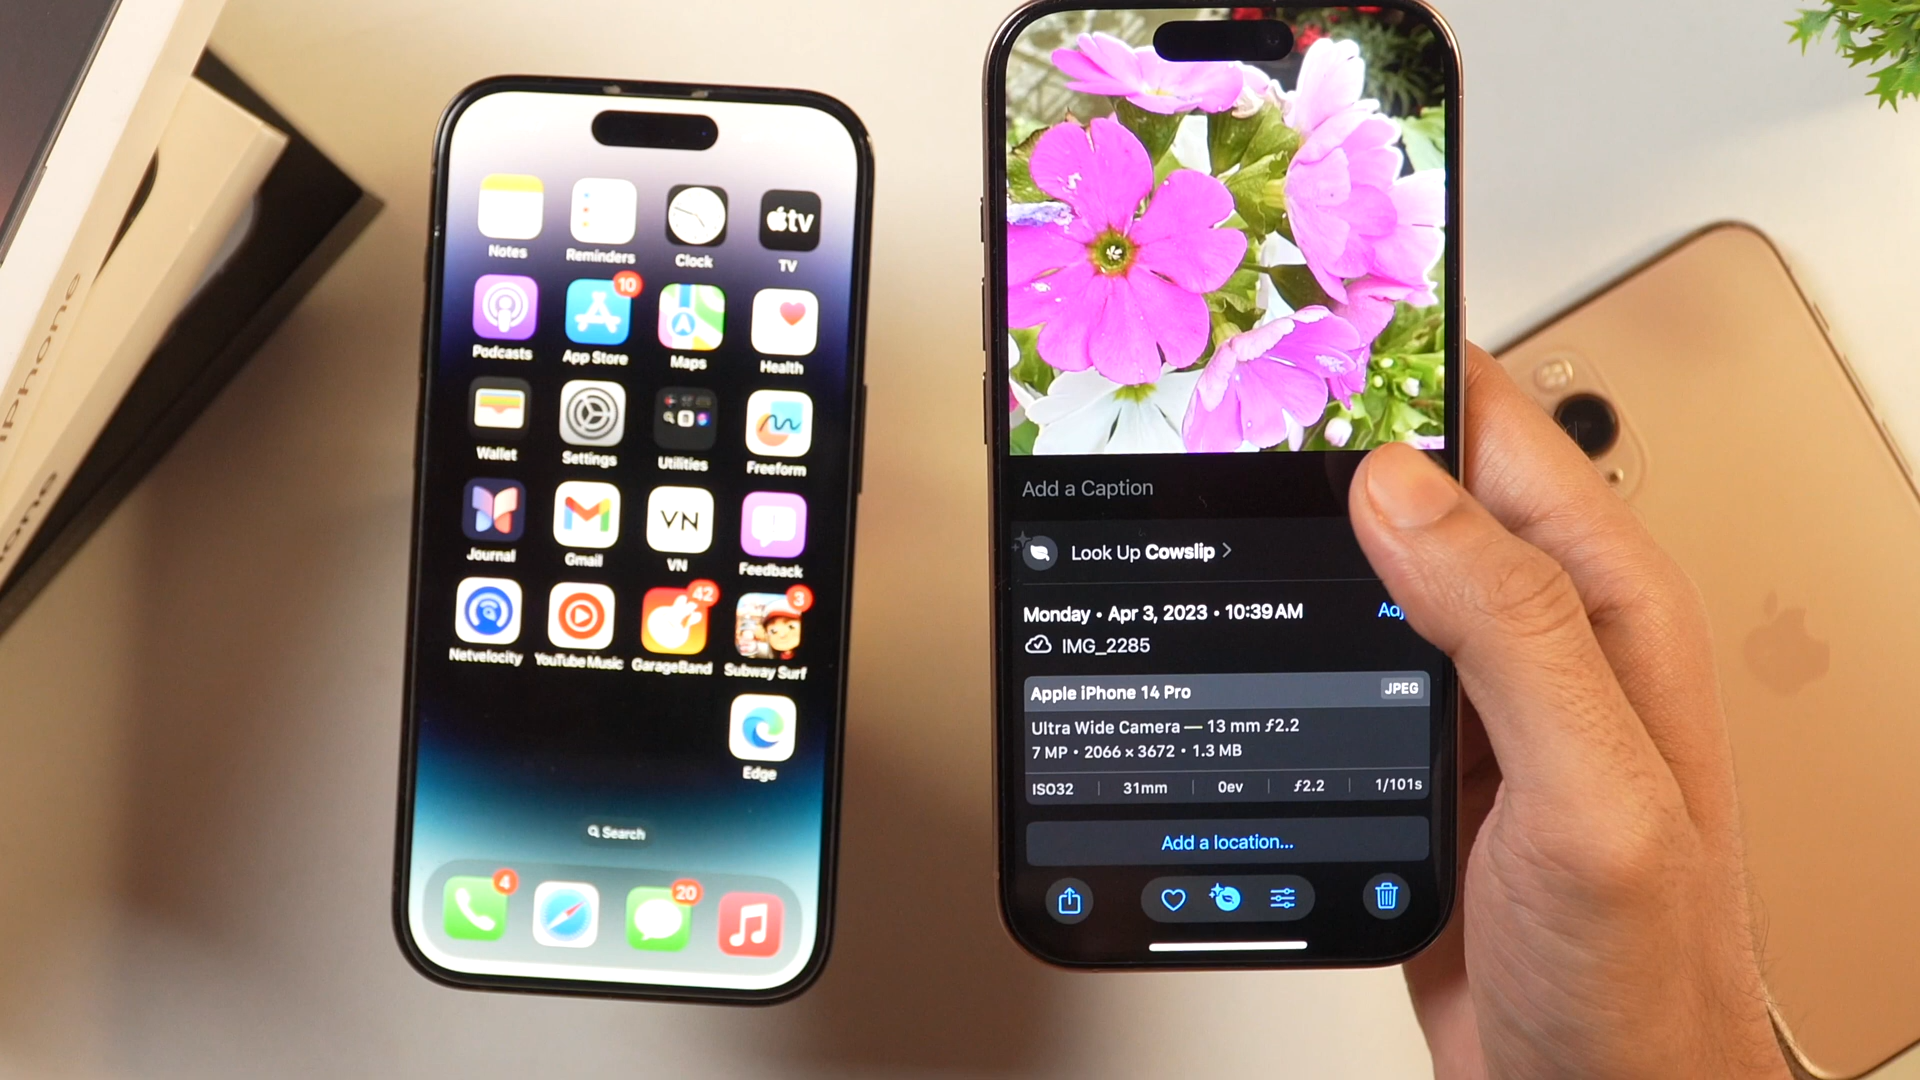 iPhone
one
Notes
Reminders
Clock
tv
TV
10
Podcasts
App Store
Maps
Health
Wallet
Settings
Utilities
Freeform
VN
Journal
Gmail
VN
Feedback
42
3
Netvelocity
YouTube Music
GarageBand
Subway Surf
Edge
Search
4
20
Add a Caption
Look Up Cowslip >
Monday • Apr 3, 2023 • 10:39 AM
IMG_2285
Apple iPhone 14 Pro JPEG
Ultra Wide Camera — 13 mm ƒ2.2
7 MP • 2066 × 3672 • 1.3 MB
ISO32 | 31mm | 0ev | ƒ2.2 | 1/101s
Add a location...